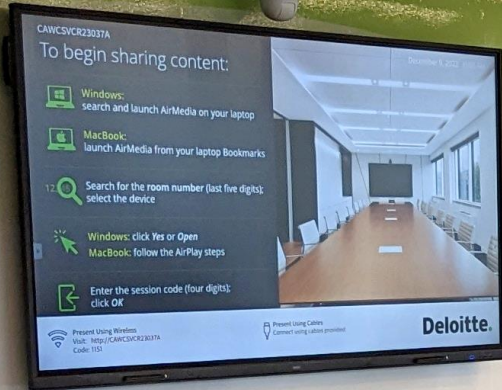 CAWCSVCR23037A
To begin sharing content:
Windows:
search and launch AirMedia on your laptop
MacBook:
launch AirMedia from your laptop Bookmarks
Search for the room number (last five digits);
select the device
Windows: click Yes or Open
MacBook: follow the AirPlay steps
Enter the session code (four digits);
click OK
Present Using Wireless
Visit: http://CAWCSVCR23037A
Code: 1151
Present Using Cables
Connect using cables provided
Deloitte.